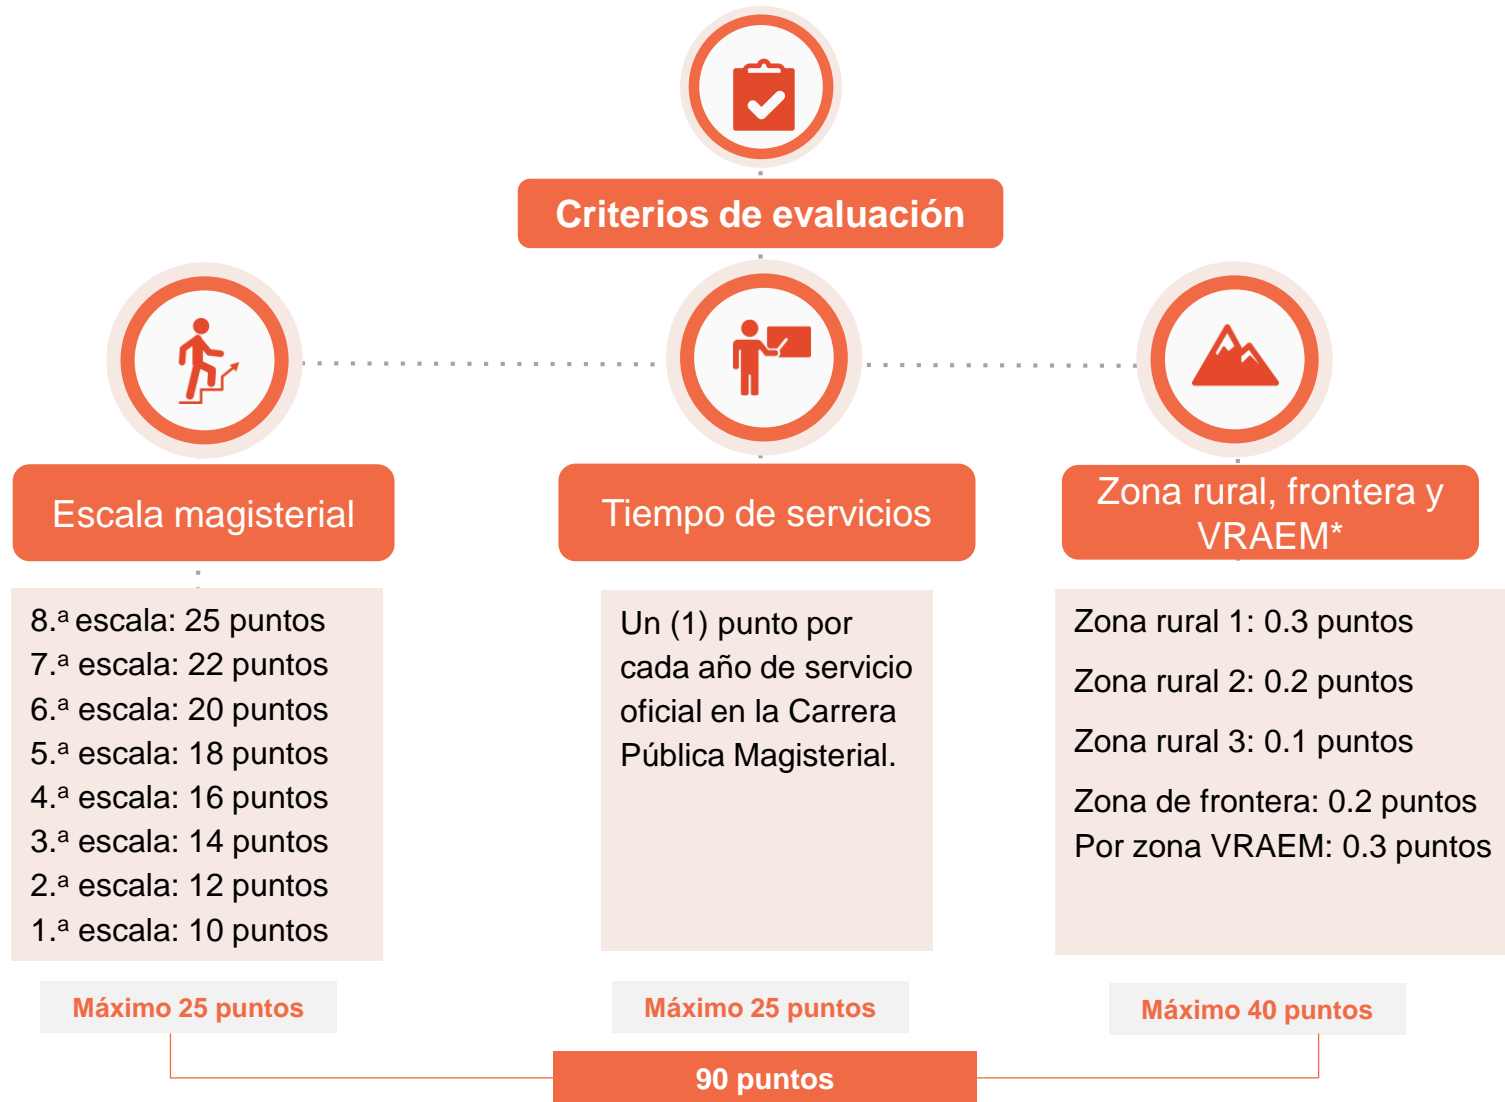 Criterios de evaluación
Escala magisterial
8.ª escala: 25 puntos
7.ª escala: 22 puntos
6.ª escala: 20 puntos
5.ª escala: 18 puntos
4.ª escala: 16 puntos
3.ª escala: 14 puntos
2.ª escala: 12 puntos
1.ª escala: 10 puntos
Máximo 25 puntos
Tiempo de servicios
Un (1) punto por
cada año de servicio
oficial en la Carrera
Pública Magisterial.
Máximo 25 puntos
Zona rural, frontera y
VRAEM*
Zona rural 1: 0.3 puntos
Zona rural 2: 0.2 puntos
Zona rural 3: 0.1 puntos
Zona de frontera: 0.2 puntos
Por zona VRAEM: 0.3 puntos
Máximo 40 puntos
90 puntos